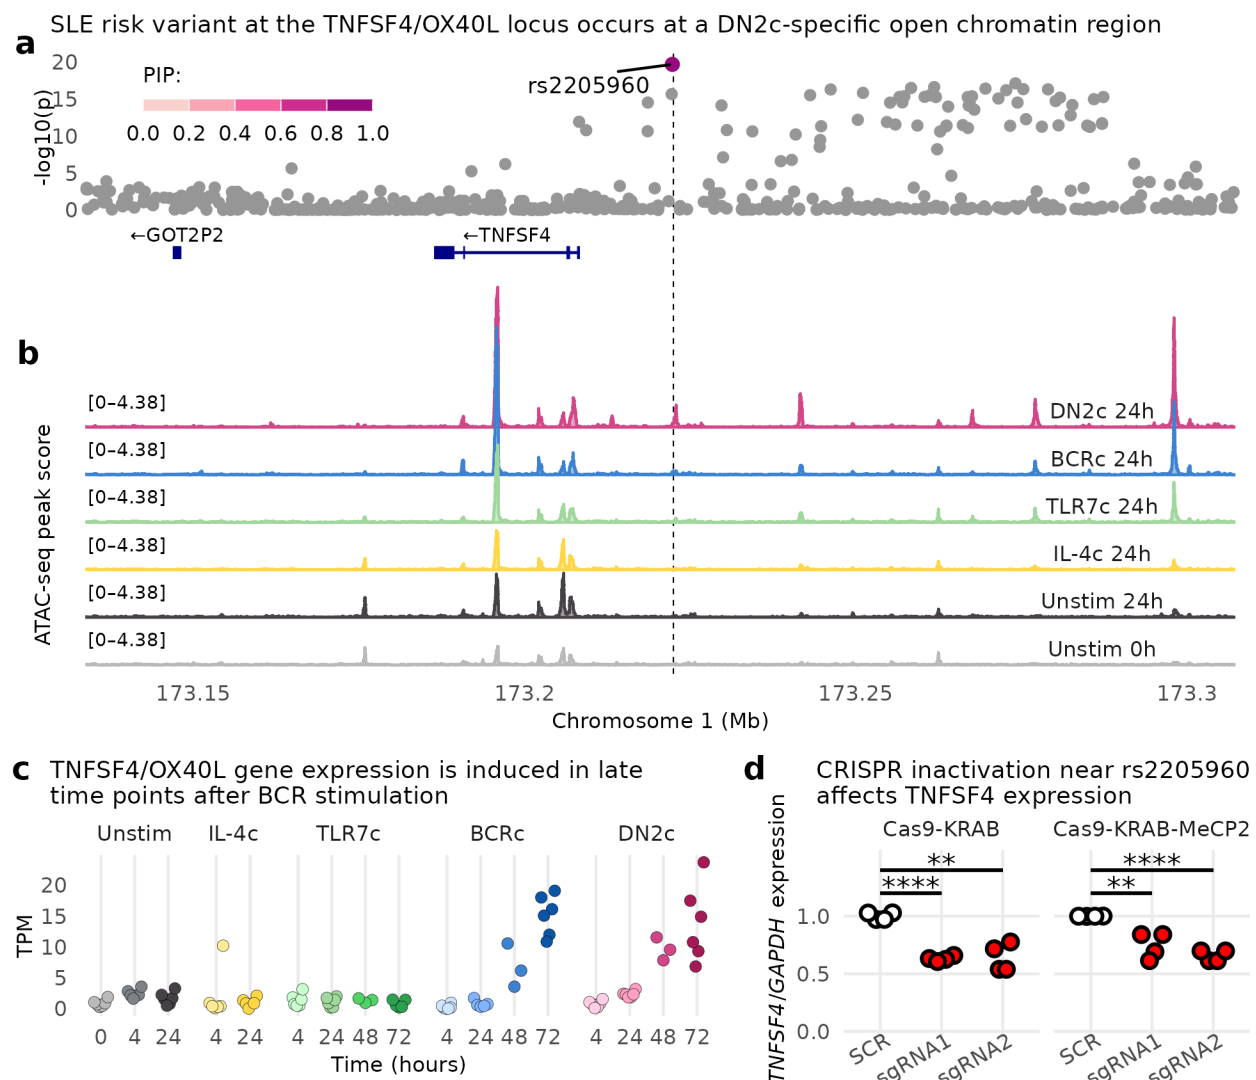 SLE risk variant at the TNFSF4/OX40L locus occurs at a DN2c-specific open chromatin region
a
-log10(p)
20
15
10
5
0
PIP:
0.0 0.2 0.4 0.6 0.8 1.0
rs2205960
←GOT2P2
←TNFSF4
b
ATAC-seq peak score
[0–4.38]
DN2c 24h
[0–4.38]
BCRc 24h
[0–4.38]
TLR7c 24h
[0–4.38]
IL-4c 24h
[0–4.38]
Unstim 24h
[0–4.38]
Unstim 0h
173.15 173.2 173.25 173.3
Chromosome 1 (Mb)
c
TNFSF4/OX40L gene expression is induced in late
time points after BCR stimulation
Unstim IL-4c TLR7c BCRc DN2c
TPM
20
15
10
5
0
0 4 24 4 24 4 24 48 72 4 24 48 72 4 24 48 72
Time (hours)
d
CRISPR inactivation near rs2205960
affects TNFSF4 expression
Cas9-KRAB Cas9-KRAB-MeCP2
TNFSF4/GAPDH expression
** ****
**** **
1.0
0.5
0.0
SCR sgRNA1 sgRNA2 SCR sgRNA1 sgRNA2